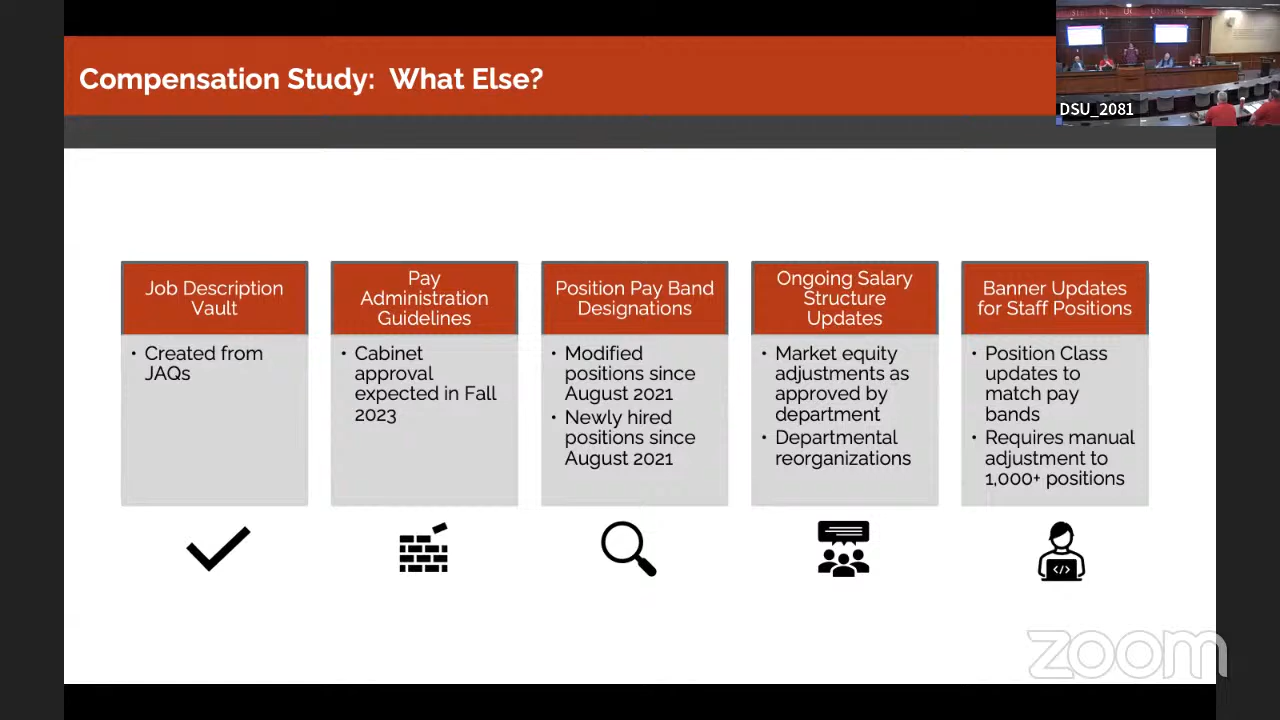 Compensation Study:  What Else?
DSU_2081
Job Description
Vault
• Created from
JAQs
Pay
Administration
Guidelines
• Cabinet
approval
expected in Fall
2023
Position Pay Band
Designations
• Modified
positions since
August 2021
• Newly hired
positions since
August 2021
Ongoing Salary
Structure
Updates
• Market equity
adjustments as
approved by
department
• Departmental
reorganizations
Banner Updates
for Staff Positions
• Position Class
updates to
match pay
bands
• Requires manual
adjustment to
1,000+ positions
</>
zoom